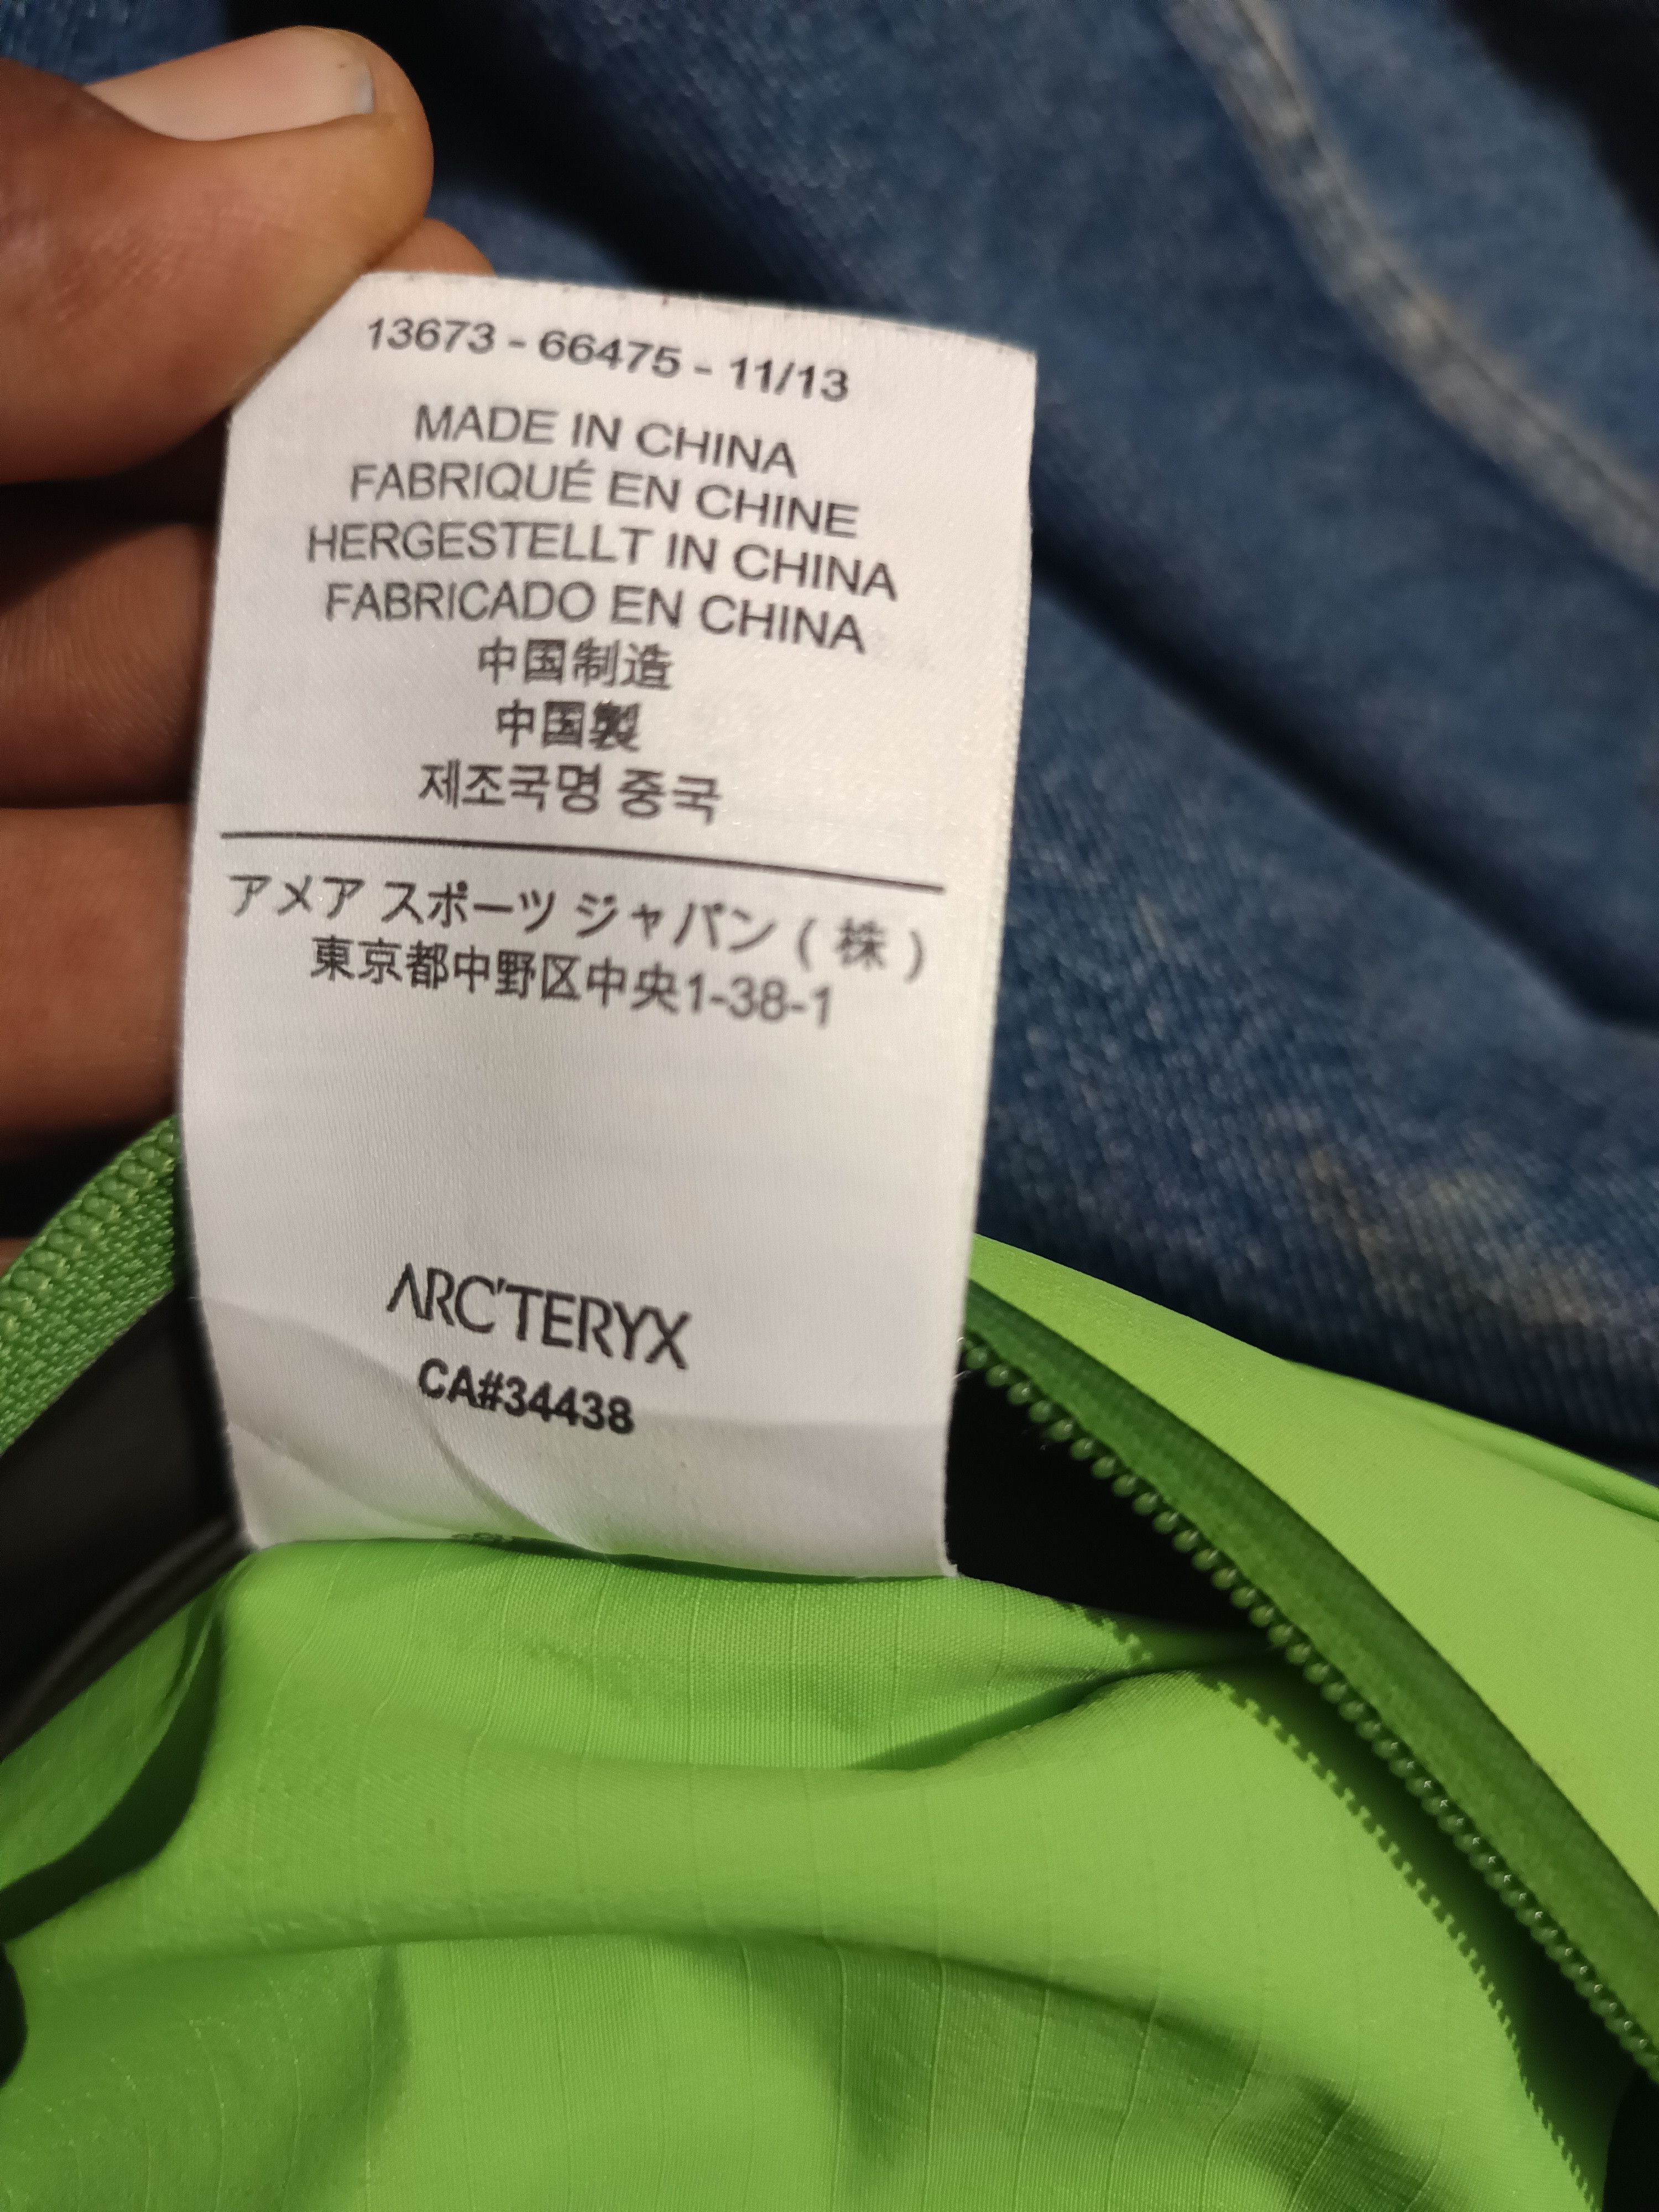 13673 - 66475 - 11/13
MADE IN CHINA
FABRIQUÉ EN CHINE
HERGESTELLT IN CHINA
FABRICADO EN CHINA
中国制造
中国製
제조국명 중국
アメア スポーツ ジャパン ( 株 )
東京都中野区中央1-38-1
ARC'TERYX
CA#34438